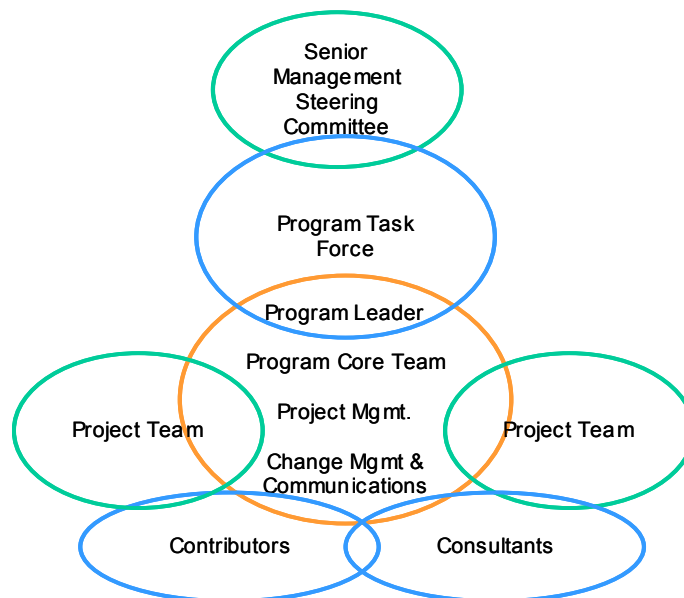 Senior
Management
Steering
Committee
Program Task
Force
Program Leader
Program Core Team
Project Mgmt.
Project Team
Project Team
Change Mgmt &
Communications
Contributors
Consultants